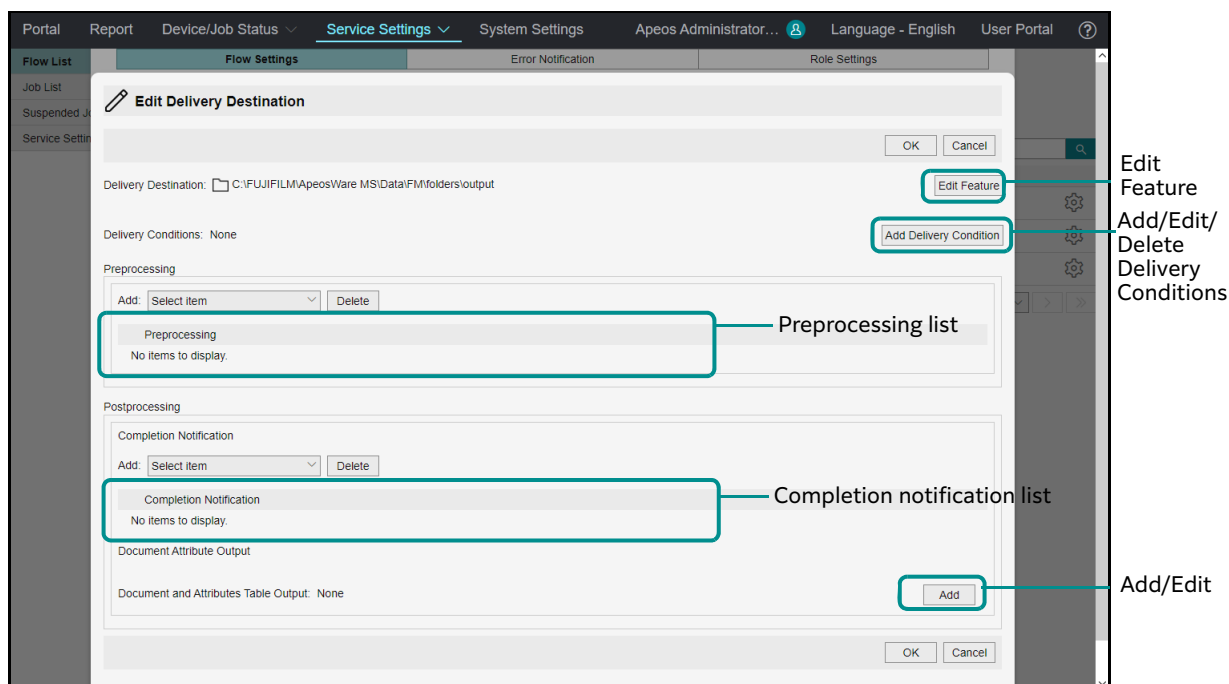 Portal Report Device/Job Status Service Settings System Settings Apeos Administrator... Language - English User Portal ?
Flow List Flow Settings Error Notification Role Settings
Job List
Suspended Jo
Service Settin
Edit Delivery Destination
OK Cancel
Delivery Destination: C:\FUJIFILM\ApeosWare MS\Data\FM\folders\output Edit Feature
Edit
Feature
Delivery Conditions: None Add Delivery Condition
Add/Edit/
Delete
Delivery
Conditions
Preprocessing
Add: Select item Delete
Preprocessing
No items to display.
Preprocessing list
Postprocessing
Completion Notification
Add: Select item Delete
Completion Notification
No items to display.
Completion notification list
Document Attribute Output
Document and Attributes Table Output: None Add
Add/Edit
OK Cancel